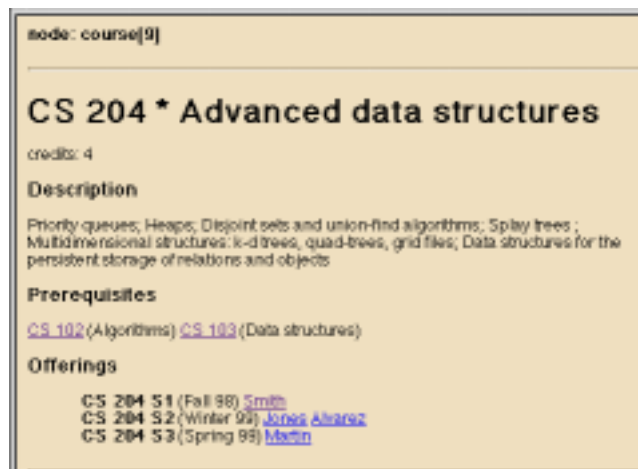 node: course[9]
CS 204 * Advanced data structures
credits: 4
Description
Priority queues; Heaps; Disjoint sets and union-find algorithms; Splay trees ;
Multidimensional structures: k-d trees, quad-trees, grid files; Data structures for the
persistent storage of relations and objects
Prerequisites
CS 102 (Algorithms) CS 103 (Data structures)
Offerings
CS 204 S1 (Fall 98) Smith
CS 204 S2 (Winter 99) Jones Alvarez
CS 204 S3 (Spring 99) Martin